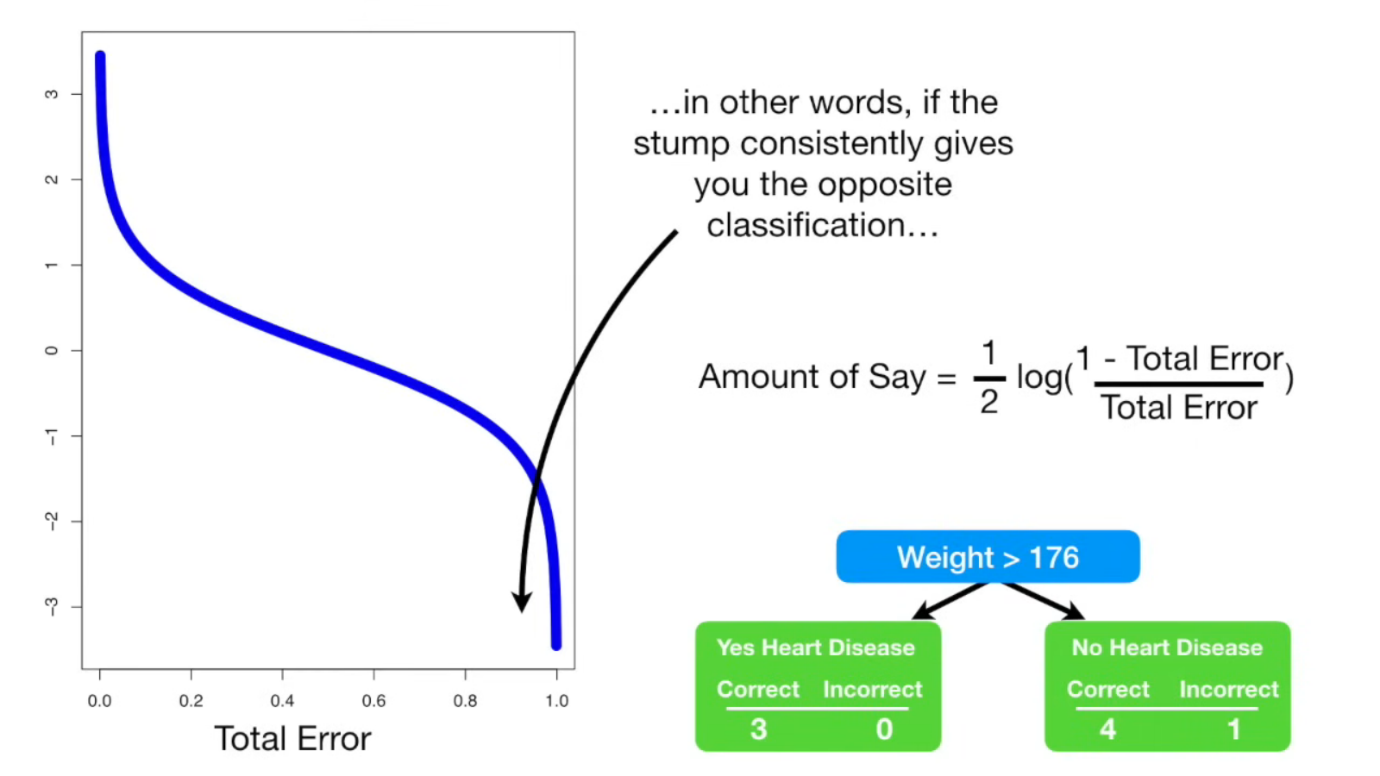 …in other words, if the
stump consistently gives
you the opposite
classification…
3
2
1
0
−1
−2
−3
0.0 0.2 0.4 0.6 0.8 1.0
Total Error
Amount of Say = 1/2 log(1 - Total Error/Total Error)
Weight > 176
Yes Heart Disease
Correct Incorrect
3 0
No Heart Disease
Correct Incorrect
4 1